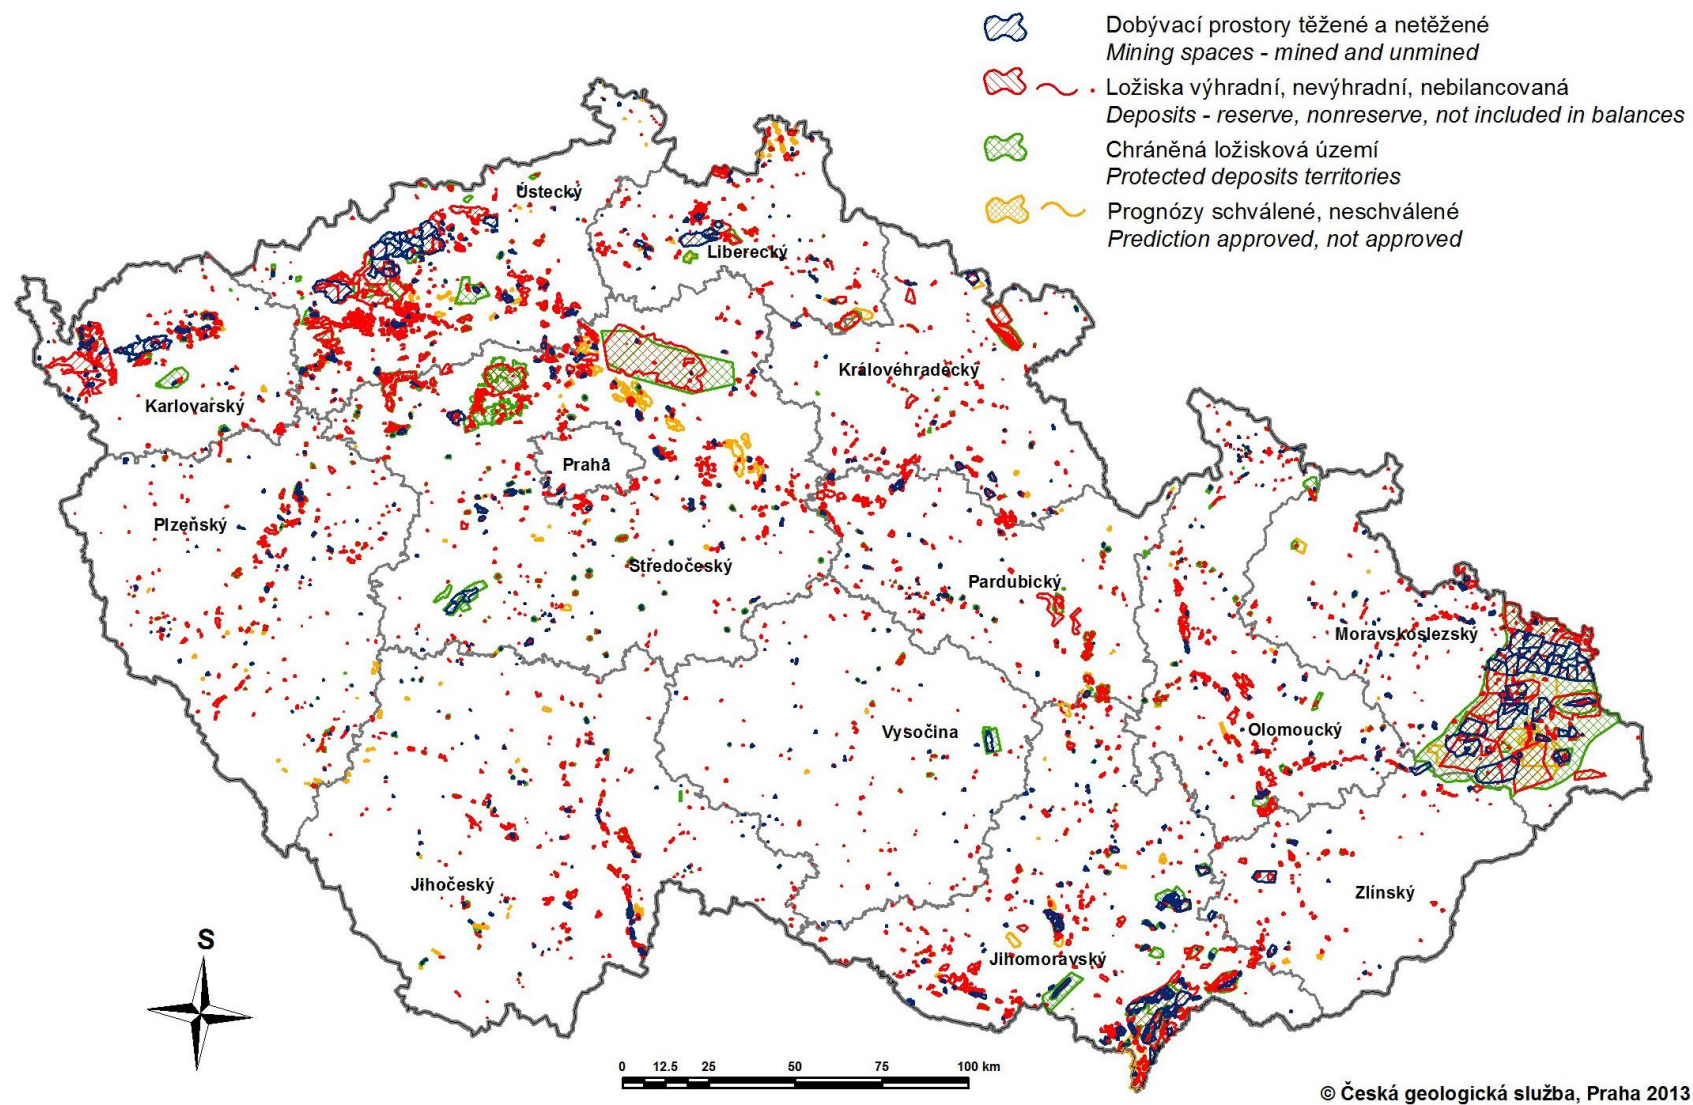 Dobývací prostory těžené a netěžené
Mining spaces - mined and unmined
Ložiska výhradní, nevýhradní, nebilancovaná
Deposits - reserve, nonreserve, not included in balances
Chráněná ložisková území
Protected deposits territories
Prognózy schválené, neschválené
Prediction approved, not approved
Ústecký
Liberecký
Královéhradecký
Karlovarský
Praha
Plzeňský
Středočeský
Pardubický
Moravskoslezský
Vysočina
Olomoucký
Jihočeský
Zlínský
Jihomoravský
S
0 12.5 25 50 75 100 km
© Česká geologická služba, Praha 2013